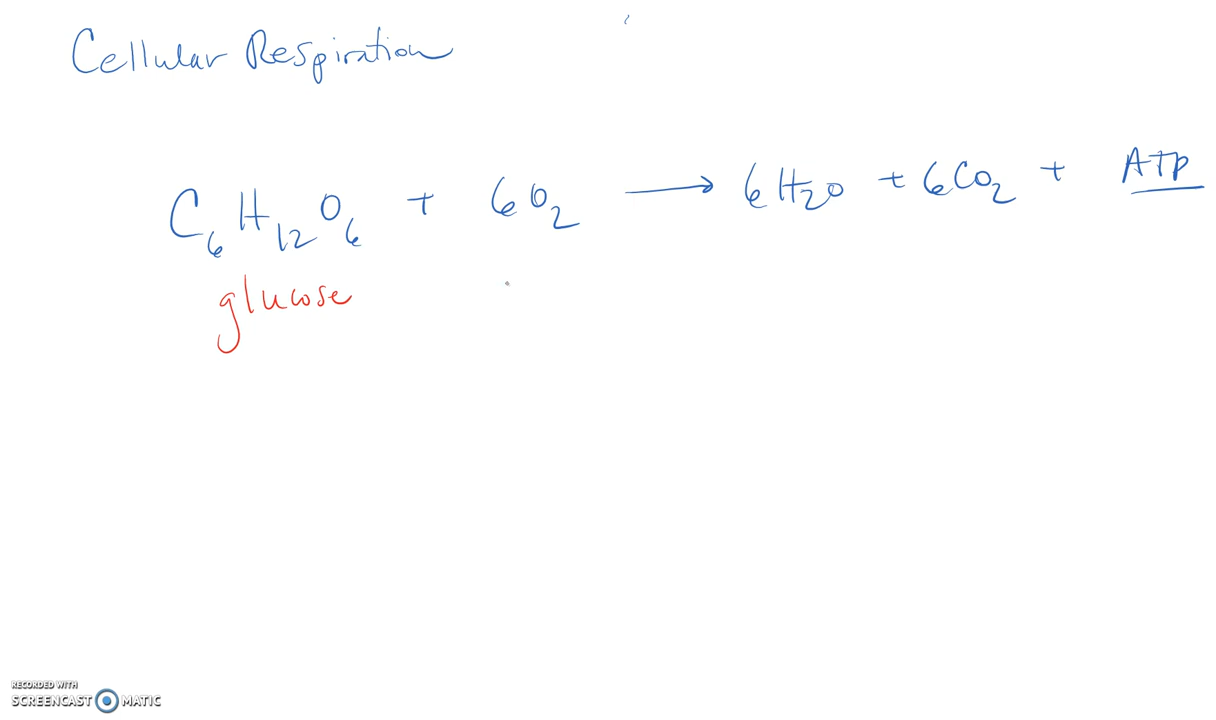 Cellular Respiration
C₆H₁₂O₆ + 6O₂ → 6H₂O + 6CO₂ + ATP
glucose
RECORDED WITH
SCREENCAST MATIC